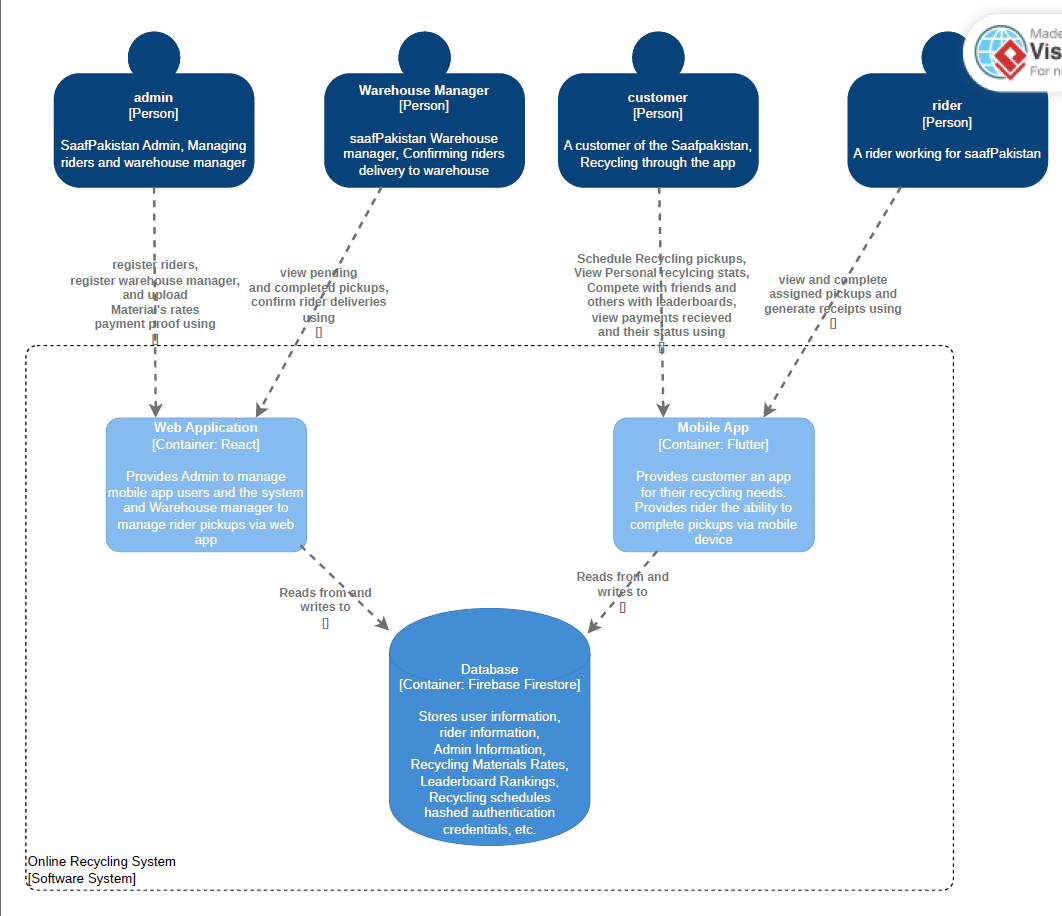 Made
Vis
For n
admin
[Person]
SaafPakistan Admin, Managing
riders and warehouse manager
Warehouse Manager
[Person]
saafPakistan Warehouse
manager, Confirming riders
delivery to warehouse
customer
[Person]
A customer of the Saafpakistan,
Recycling through the app
rider
[Person]
A rider working for saafPakistan
register riders,
register warehouse manager,
and upload
Material's rates
payment proof using
[]
view pending
and completed pickups,
confirm rider deliveries
using
[]
Schedule Recycling pickups,
View Personal recylcing stats,
Compete with friends and
others with leaderboards,
view payments recieved
and their status using
[]
view and complete
assigned pickups and
generate receipts using
[]
Web Application
[Container: React]
Provides Admin to manage
mobile app users and the system
and Warehouse manager to
manage rider pickups via web
app
Mobile App
[Container: Flutter]
Provides customer an app
for their recycling needs.
Provides rider the ability to
complete pickups via mobile
device
Reads from and
writes to
[]
Reads from and
writes to
[]
Database
[Container: Firebase Firestore]
Stores user information,
rider information,
Admin Information,
Recycling Materials Rates,
Leaderboard Rankings,
Recycling schedules
hashed authentication
credentials, etc.
Online Recycling System
[Software System]